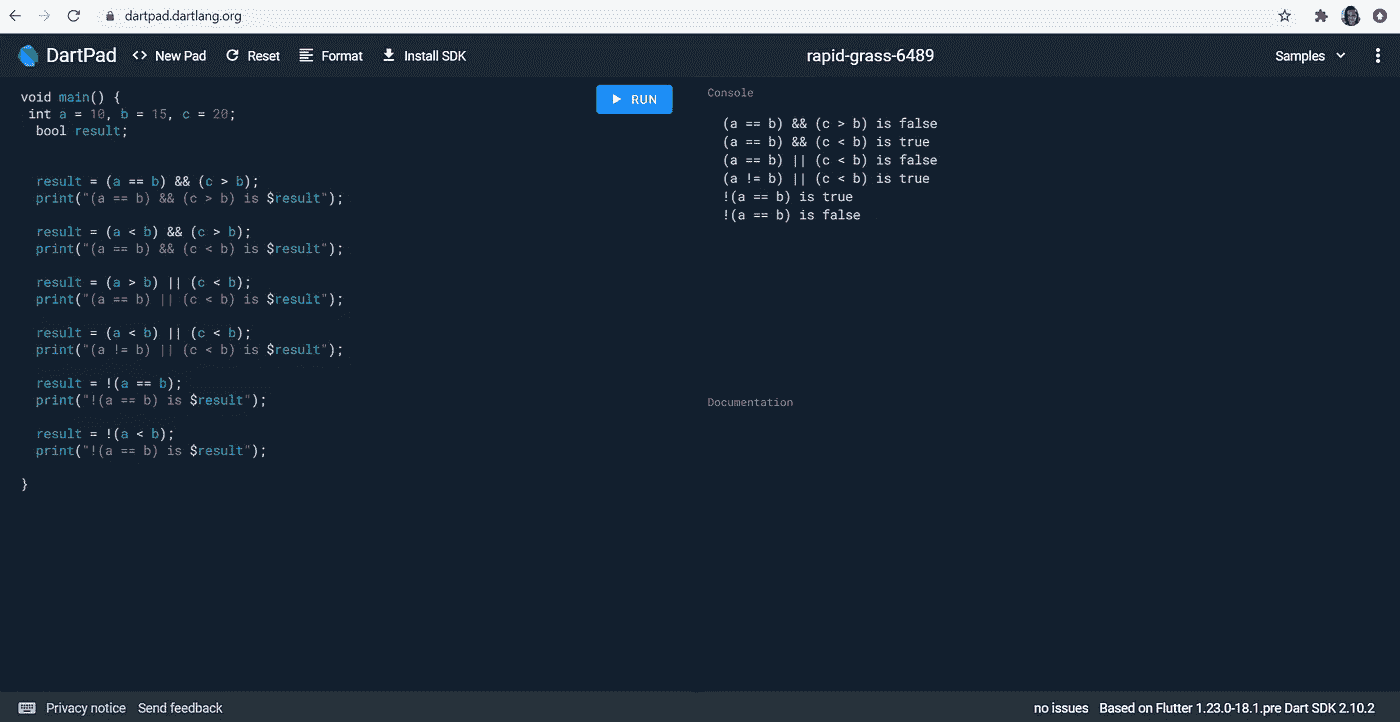 dartpad.dartlang.org
DartPad <> New Pad Reset Format Install SDK rapid-grass-6489 Samples
void main() {
 int a = 10, b = 15, c = 20;
  bool result;
  result = (a == b) && (c > b);
  print("(a == b) && (c > b) is $result");
  result = (a < b) && (c > b);
  print("(a == b) && (c < b) is $result");
  result = (a > b) || (c < b);
  print("(a == b) || (c < b) is $result");
  result = (a < b) || (c < b);
  print("(a != b) || (c < b) is $result");
  result = !(a == b);
  print("!(a == b) is $result");
  result = !(a < b);
  print("!(a == b) is $result");
}
RUN
Console
(a == b) && (c > b) is false
(a == b) && (c < b) is true
(a == b) || (c < b) is false
(a != b) || (c < b) is true
!(a == b) is true
!(a == b) is false
Documentation
Privacy notice Send feedback no issues Based on Flutter 1.23.0-18.1.pre Dart SDK 2.10.2